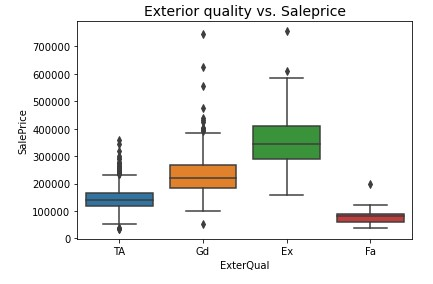 Exterior quality vs. Saleprice
700000
600000
500000
400000
300000
200000
100000
0
SalePrice
TA Gd Ex Fa
ExterQual